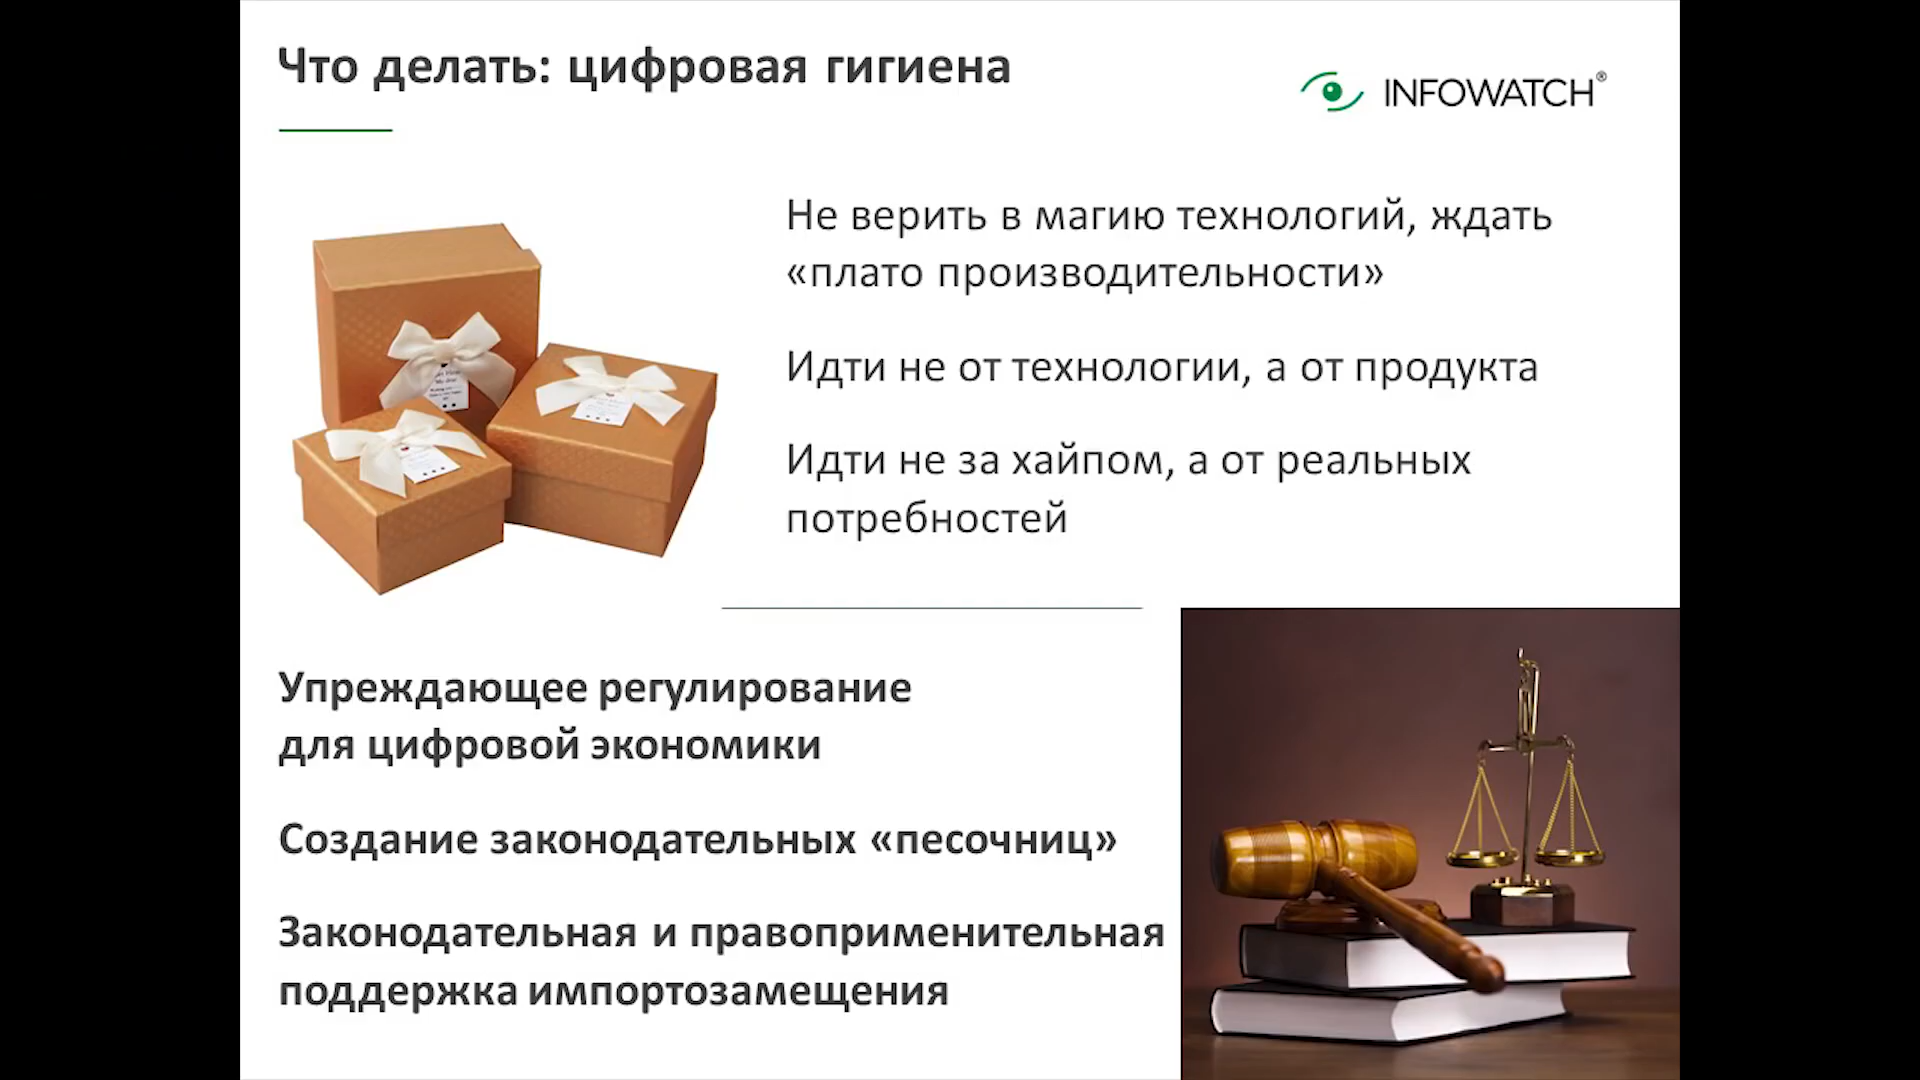 Что делать: цифровая гигиена
INFOWATCH®
Не верить в магию технологий, ждать
«плато производительности»
Идти не от технологии, а от продукта
Идти не за хайпом, а от реальных
потребностей
Упреждающее регулирование
для цифровой экономики
Создание законодательных «песочниц»
Законодательная и правоприменительная
поддержка импортозамещения